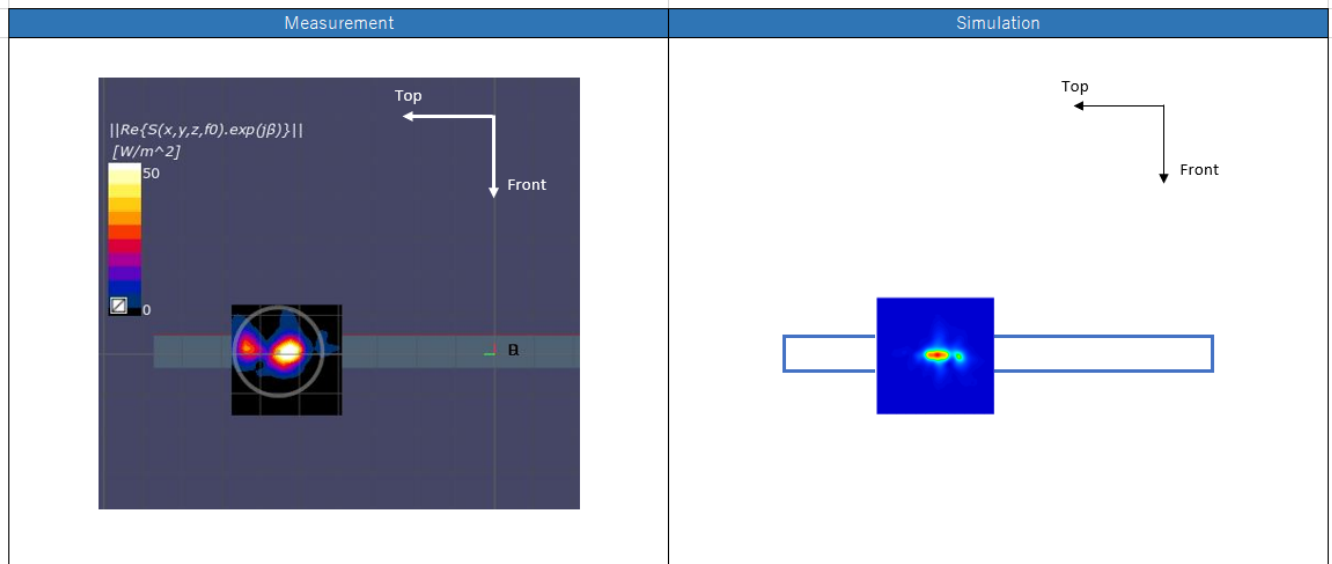 Measurement
Simulation
Top
Front
||Re{S(x,y,z,f0).exp(jβ)}||
[W/m^2]
50
0
Top
Front